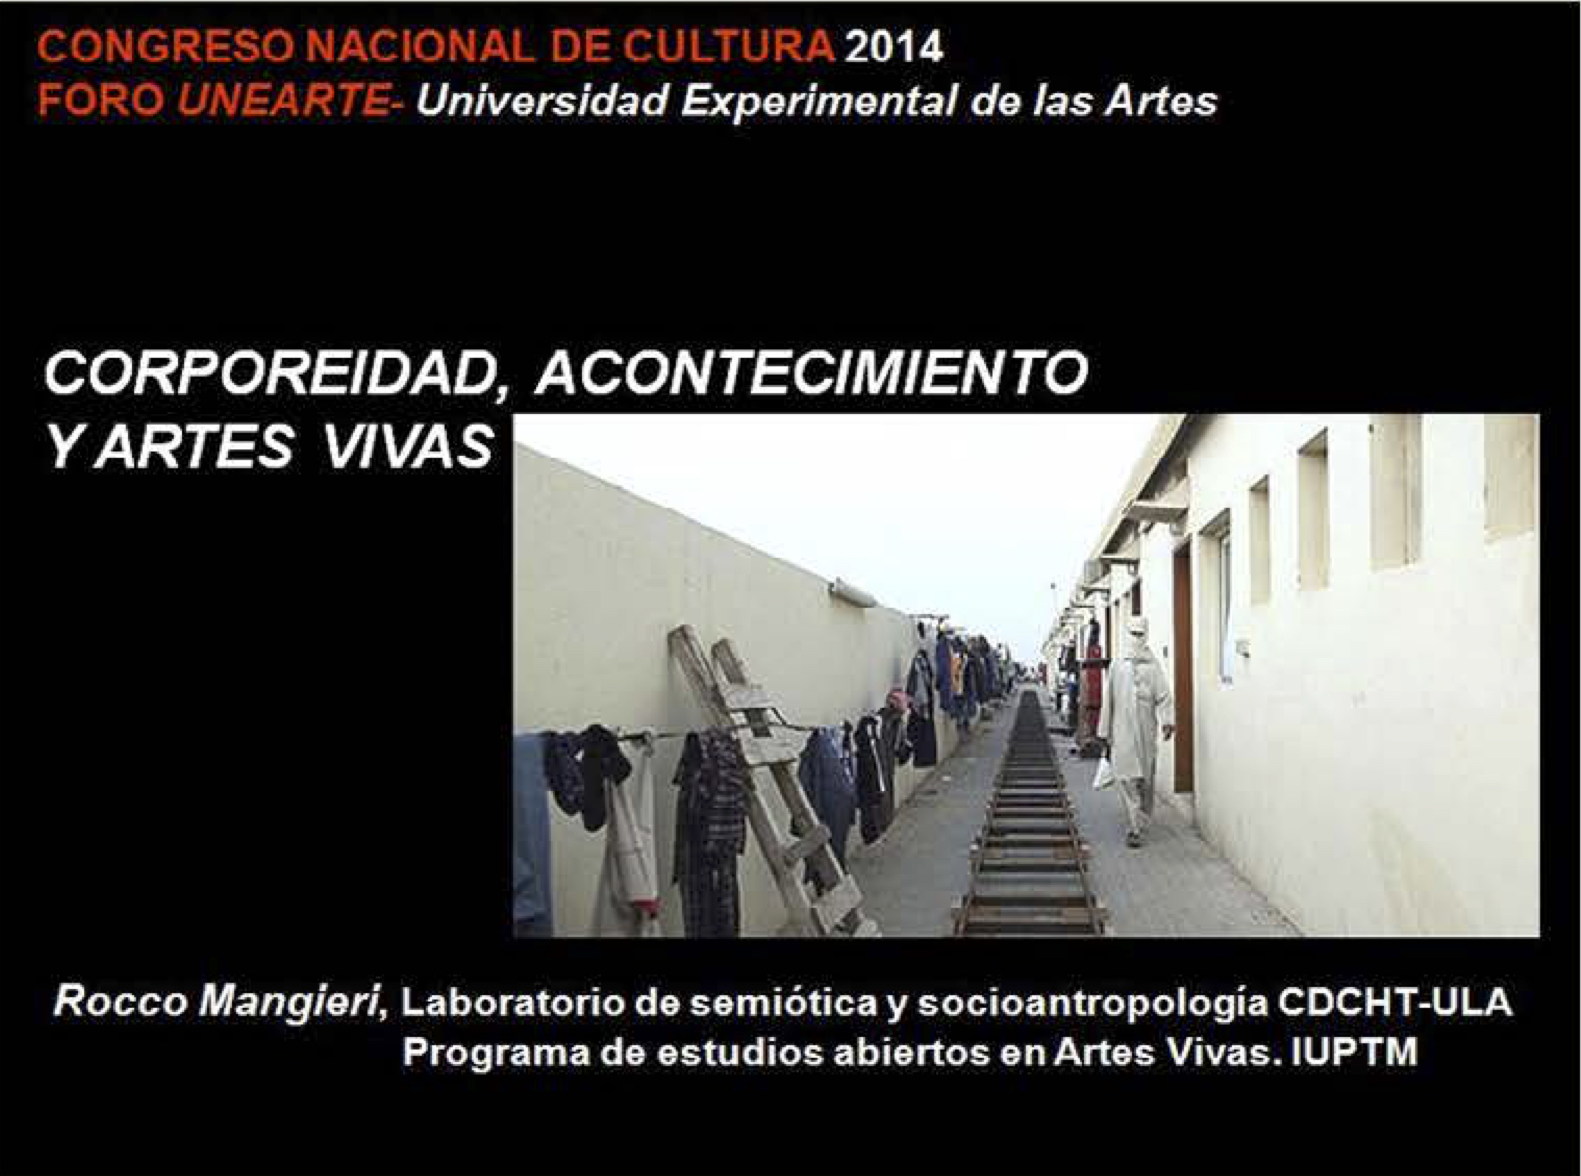 CONGRESO NACIONAL DE CULTURA 2014
FORO UNEARTE- Universidad Experimental de las Artes
CORPOREIDAD, ACONTECIMIENTO
Y ARTES VIVAS
Rocco Mangieri, Laboratorio de semiótica y socioantropología CDCHT-ULA
Programa de estudios abiertos en Artes Vivas. IUPTM